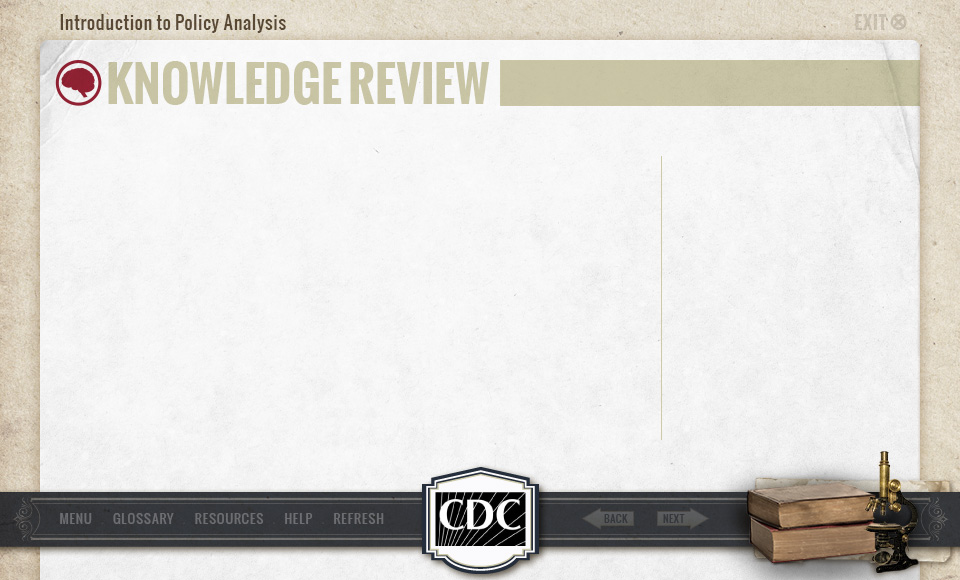 Introduction to Policy Analysis
EXIT
KNOWLEDGE REVIEW
MENU GLOSSARY RESOURCES HELP REFRESH
CDC
BACK NEXT